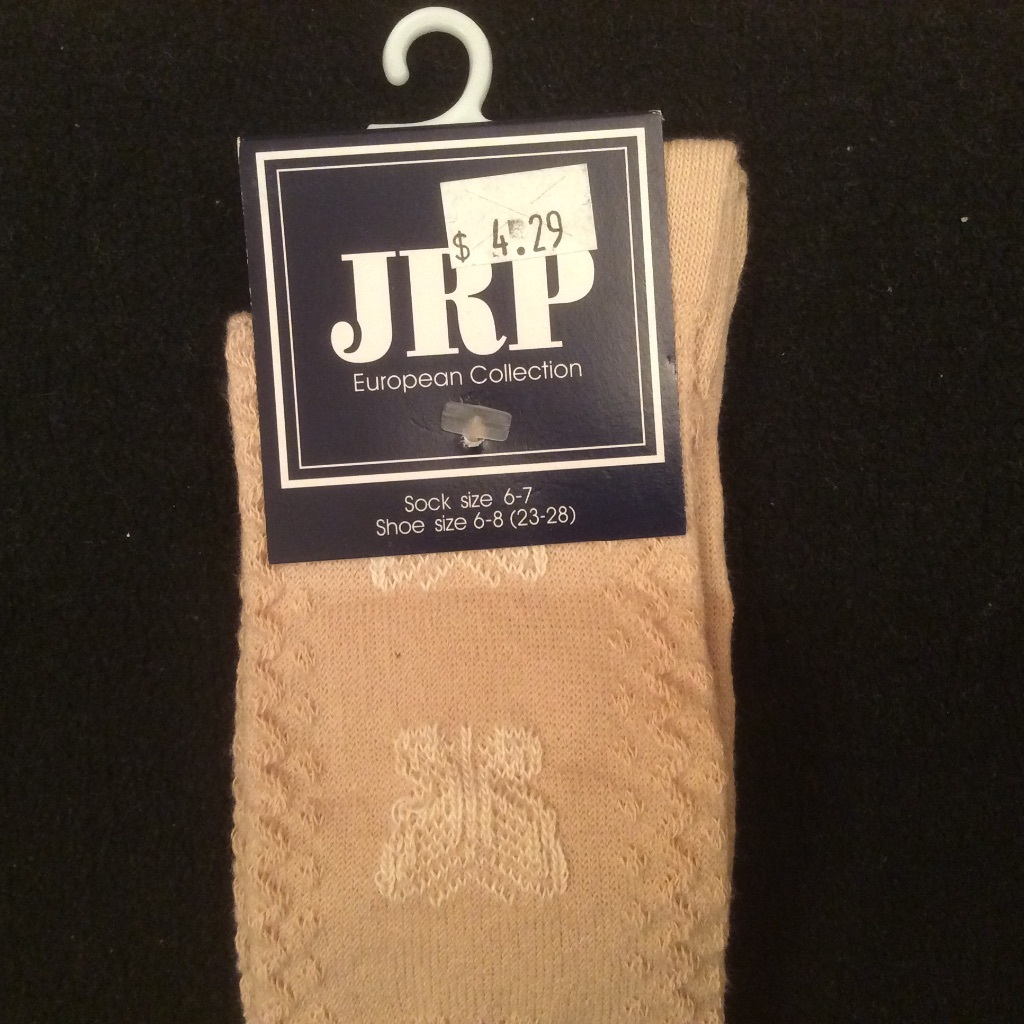 $ 4.29
JRP
European Collection
Sock size 6-7
Shoe size 6-8 (23-28)